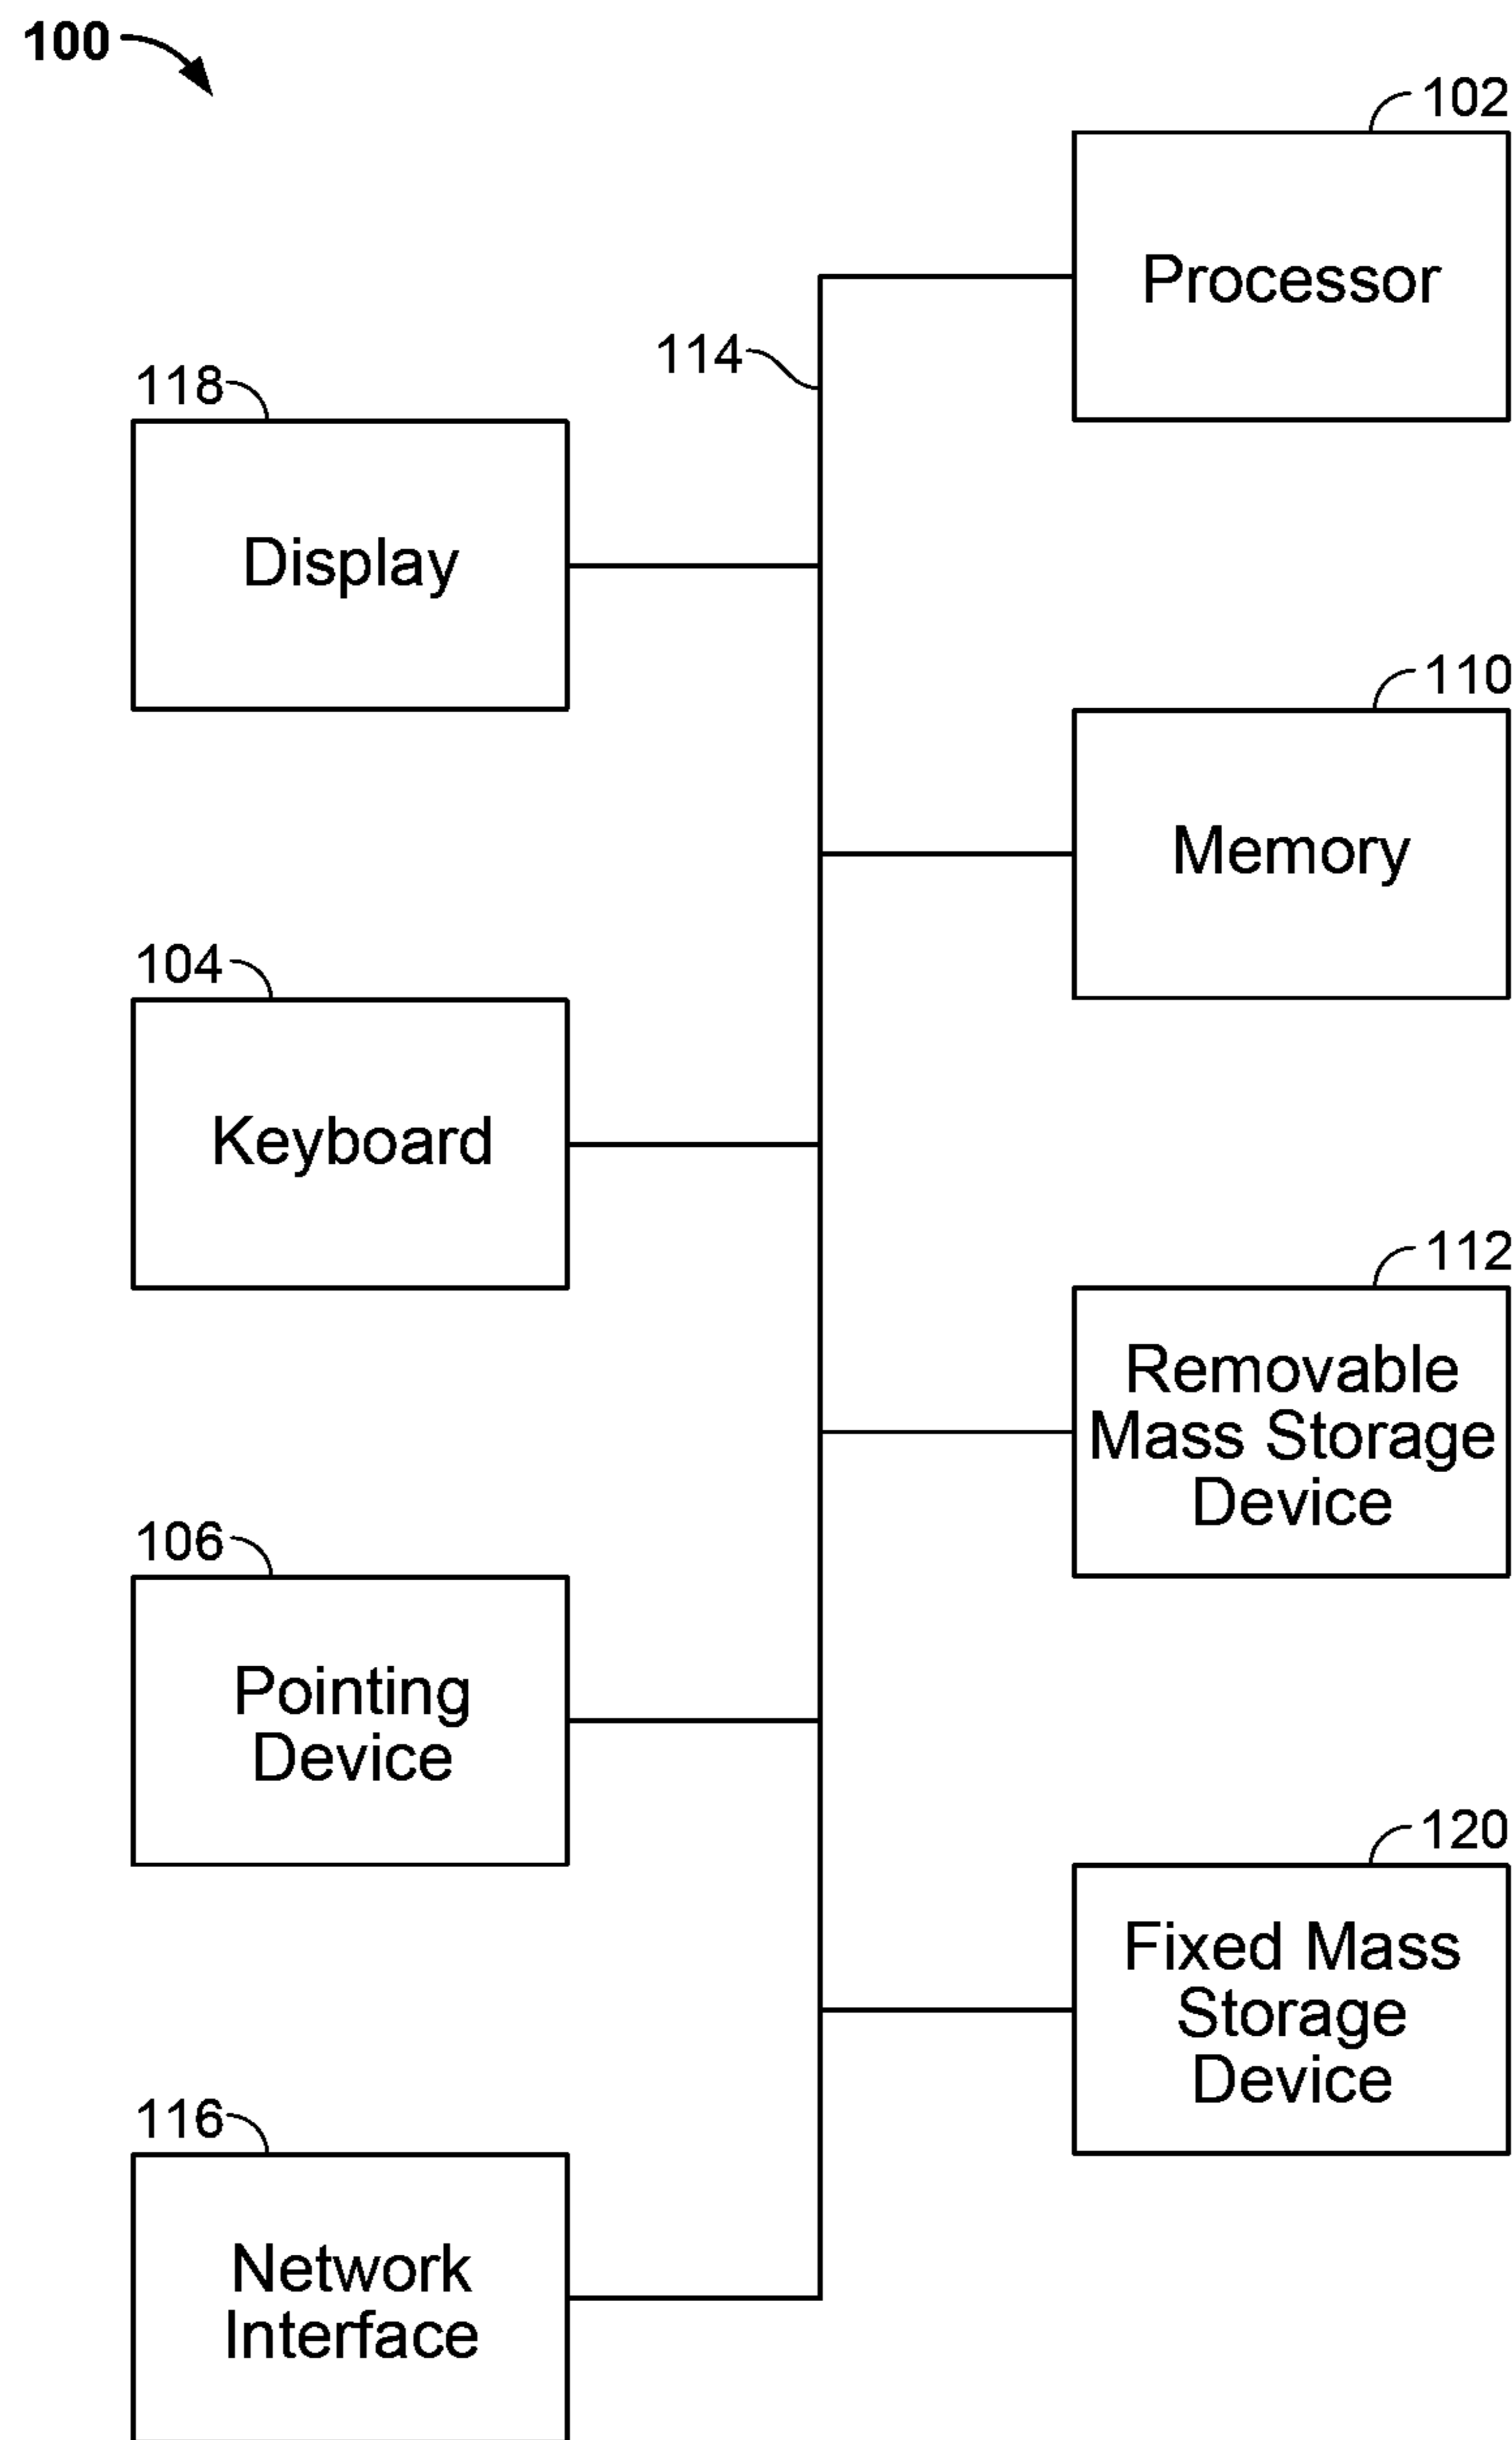 100
102
Processor
114
118
Display
110
Memory
104
Keyboard
112
Removable
Mass Storage
Device
106
Pointing
Device
120
Fixed Mass
Storage
Device
116
Network
Interface